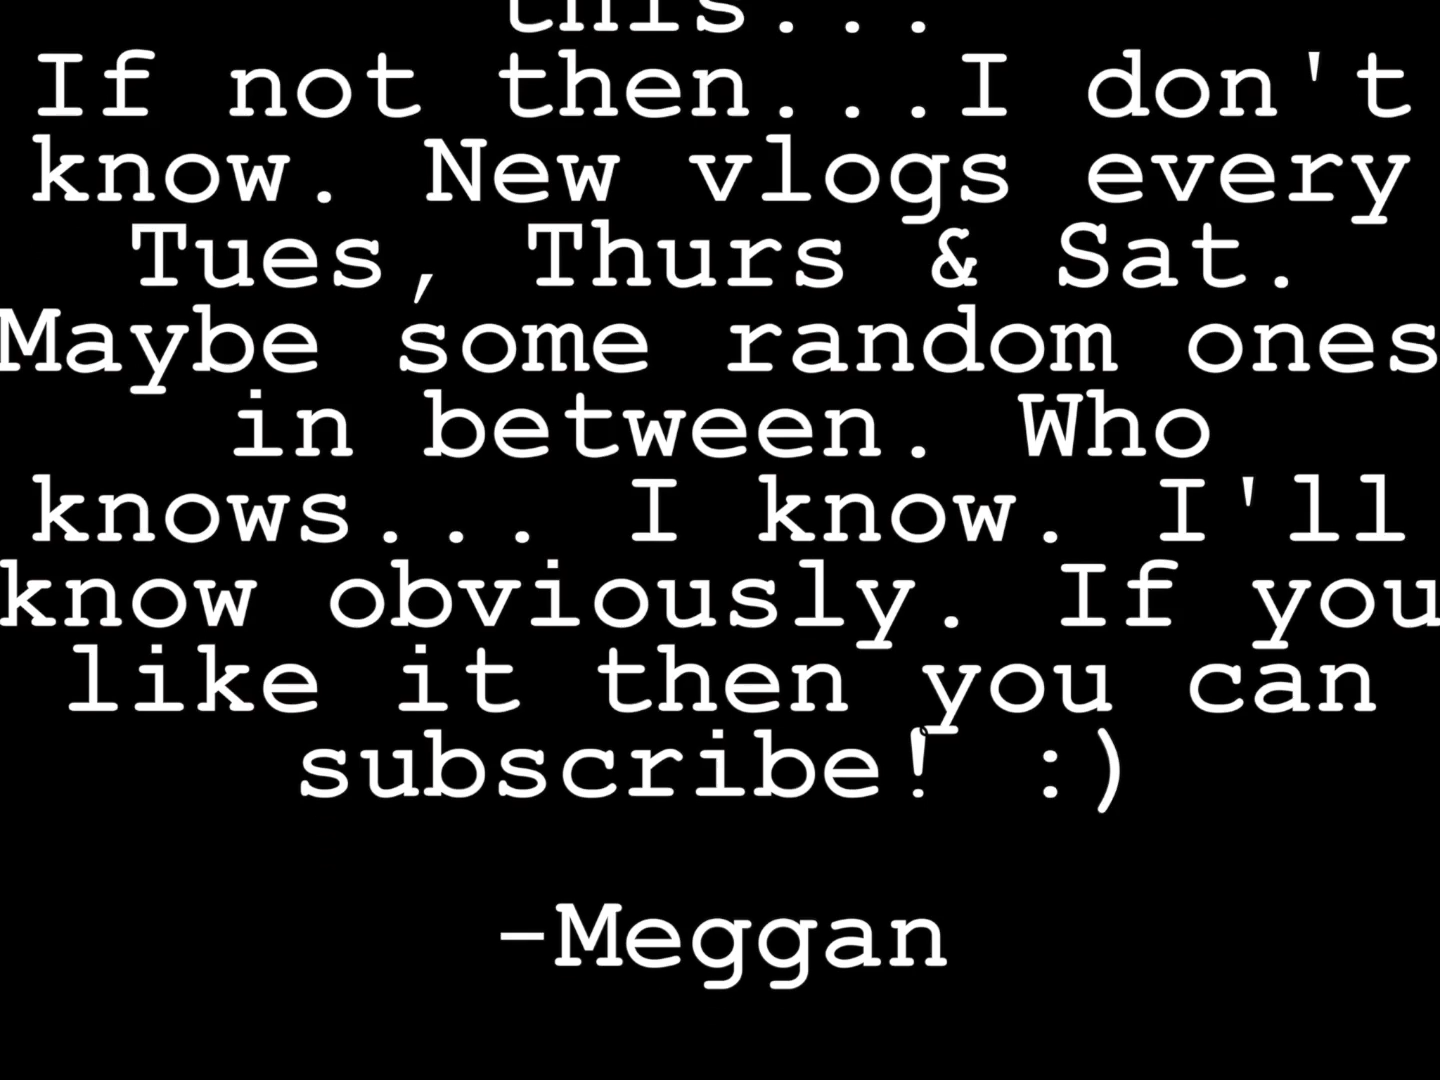 this...
If not then...I don't
know. New vlogs every
Tues, Thurs & Sat.
Maybe some random ones
in between. Who
knows... I know. I'll
know obviously. If you
like it then you can
subscribe! :)
-Meggan